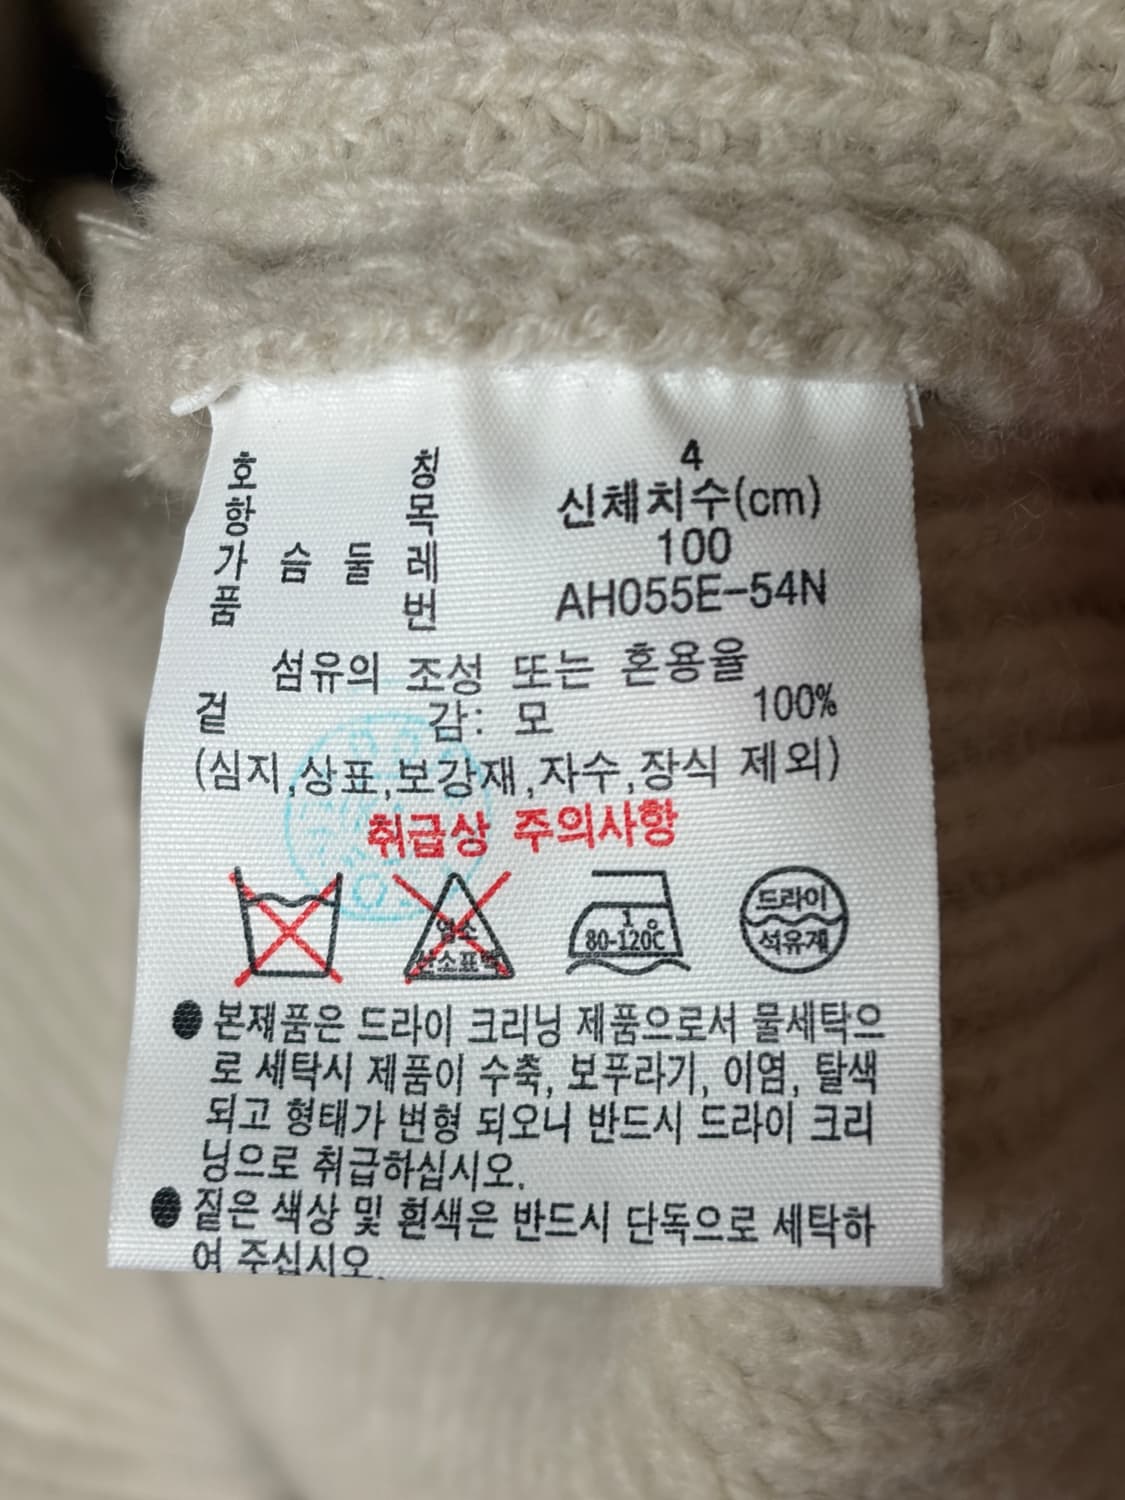 호 칭 4
항 목 신체치수(cm)
가 슴 둘 레 100
품 번 AH055E-54N
섬유의 조성 또는 혼용율
겉 감: 모 100%
(심지,상표,보강재,자수,장식 제외)
취급상 주의사항
염소
산소표백
1
80-120℃
드라이
석유계
● 본제품은 드라이 크리닝 제품으로서 물세탁으
로 세탁시 제품이 수축, 보푸라기, 이염, 탈색
되고 형태가 변형 되오니 반드시 드라이 크리
닝으로 취급하십시오.
● 짙은 색상 및 흰색은 반드시 단독으로 세탁하
여 주십시오.